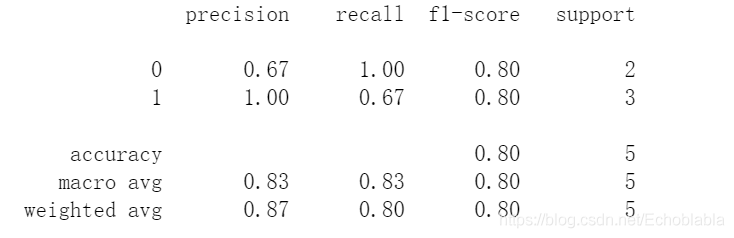 precision recall f1-score support
0 0.67 1.00 0.80 2
1 1.00 0.67 0.80 3
accuracy 0.80 5
macro avg 0.83 0.83 0.80 5
weighted avg 0.87 0.80 0.80 5
https://blog.csdn.net/Echoblabla